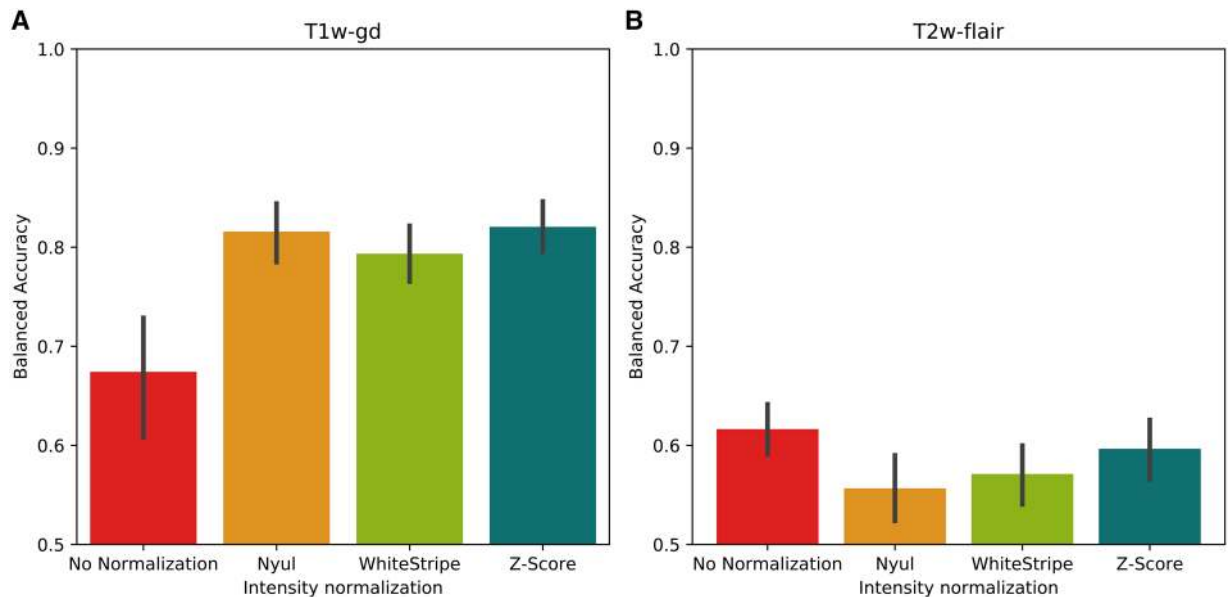 A
T1w-gd
1.0
0.9
0.8
0.7
0.6
0.5
Balanced Accuracy
No Normalization Nyul WhiteStripe Z-Score
Intensity normalization
B
T2w-flair
1.0
0.9
0.8
0.7
0.6
0.5
Balanced Accuracy
No Normalization Nyul WhiteStripe Z-Score
Intensity normalization